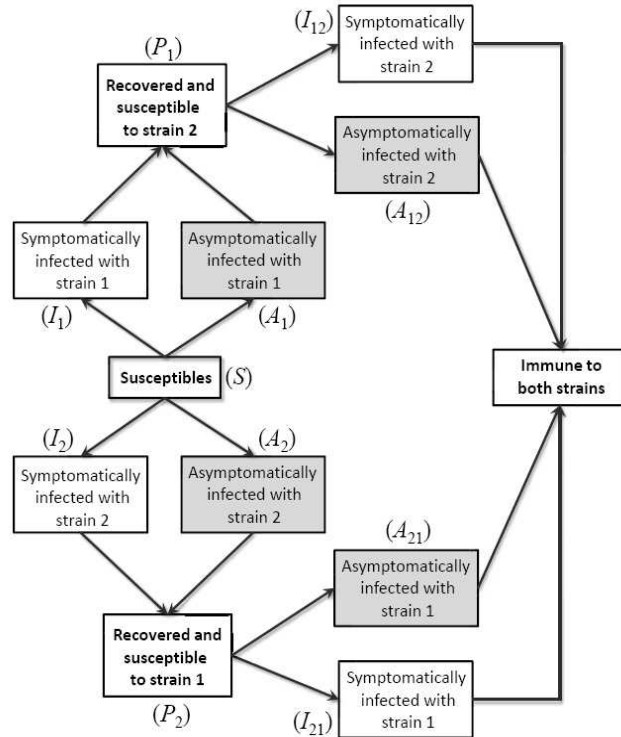 (I12)
Symptomatically
infected with
strain 2
(P1)
Recovered and
susceptible
to strain 2
Asymptomatically
infected with
strain 2
(A12)
Symptomatically
infected with
strain 1
(I1)
Asymptomatically
infected with
strain 1
(A1)
Susceptibles
(S)
Immune to
both strains
(I2)
Symptomatically
infected with
strain 2
(A2)
Asymptomatically
infected with
strain 2
(A21)
Asymptomatically
infected with
strain 1
Recovered and
susceptible
to strain 1
(P2)
Symptomatically
infected with
strain 1
(I21)